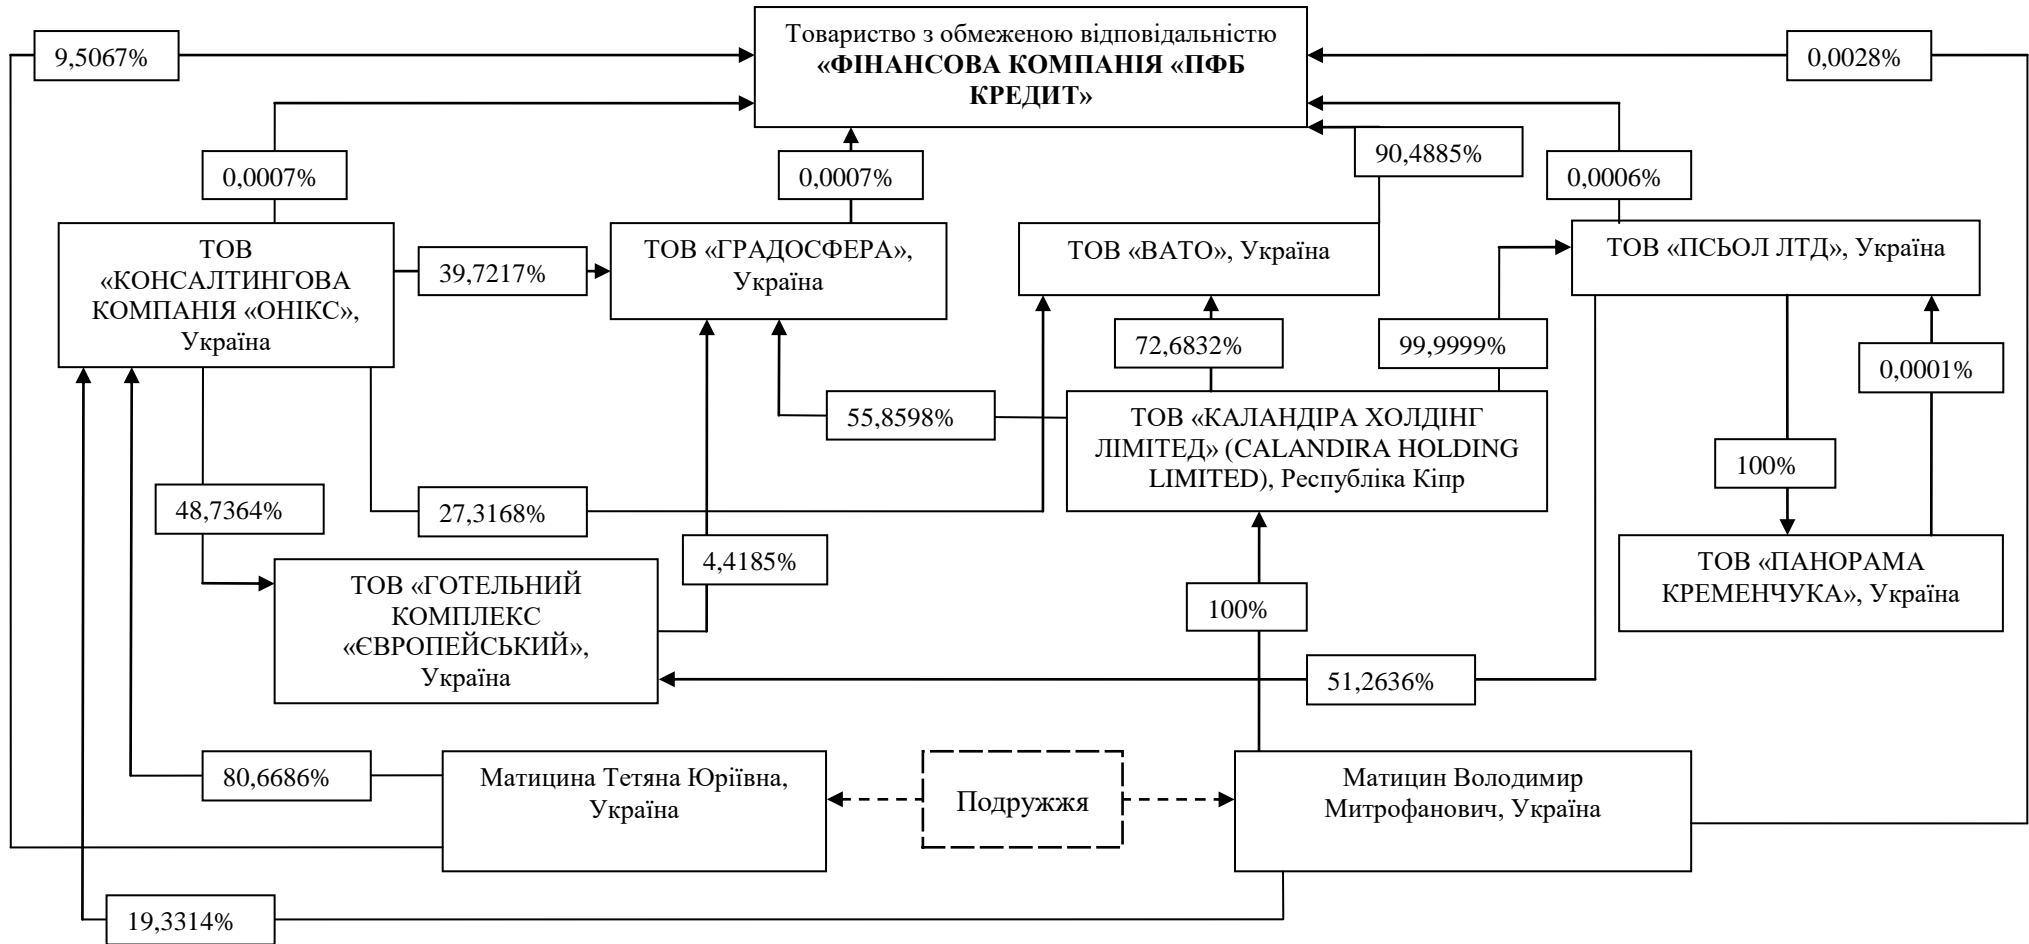 Товариство з обмеженою відповідальністю
«ФІНАНСОВА КОМПАНІЯ «ПФБ
КРЕДИТ»
9,5067%
0,0028%
90,4885%
0,0007%
0,0007%
0,0006%
ТОВ
«КОНСАЛТИНГОВА
КОМПАНІЯ «ОНІКС»,
Україна
39,7217%
ТОВ «ГРАДОСФЕРА»,
Україна
ТОВ «ВАТО», Україна
ТОВ «ПСЬОЛ ЛТД», Україна
72,6832%
99,9999%
0,0001%
55,8598%
ТОВ «КАЛАНДІРА ХОЛДІНГ
ЛІМІТЕД» (CALANDIRA HOLDING
LIMITED), Республіка Кіпр
100%
48,7364%
27,3168%
4,4185%
ТОВ «ГОТЕЛЬНИЙ
КОМПЛЕКС
«ЄВРОПЕЙСЬКИЙ»,
Україна
100%
ТОВ «ПАНОРАМА
КРЕМЕНЧУКА», Україна
51,2636%
80,6686%
Матицина Тетяна Юріївна,
Україна
Подружжя
Матицин Володимир
Митрофанович, Україна
19,3314%